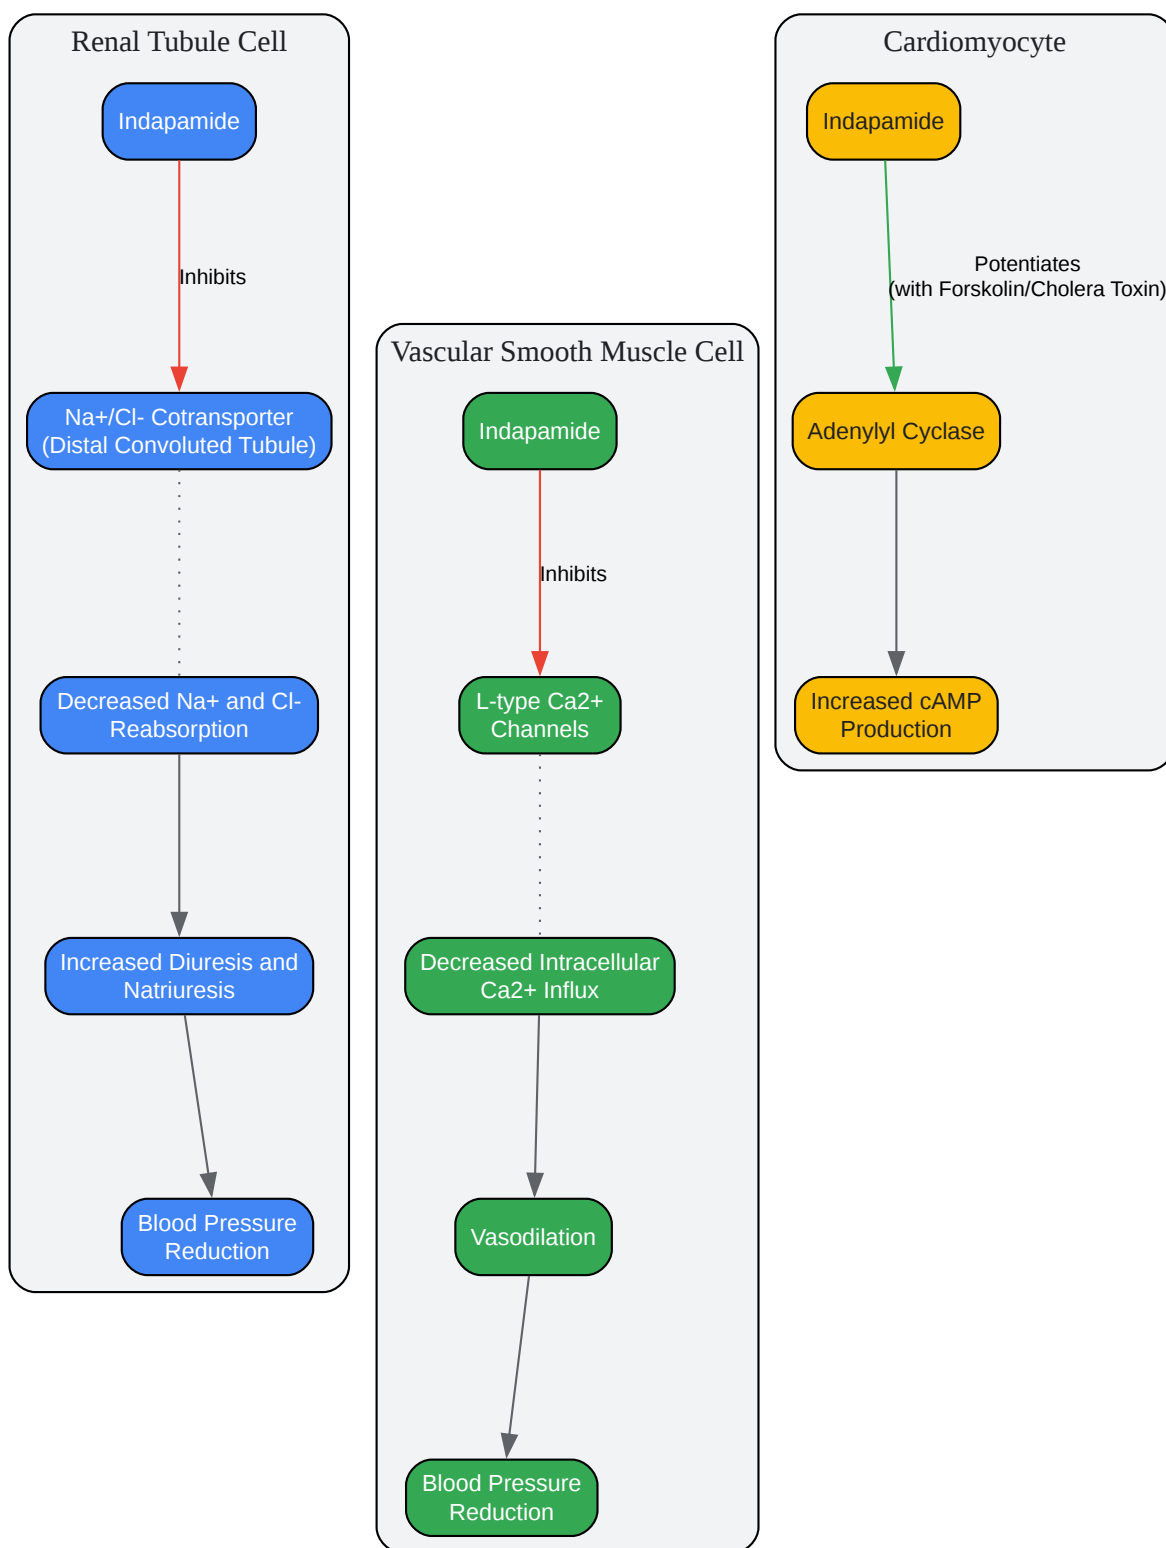 Renal Tubule Cell
Indapamide
Inhibits
Na+/Cl- Cotransporter
(Distal Convoluted Tubule)
Decreased Na+ and Cl-
Reabsorption
Increased Diuresis and
Natriuresis
Blood Pressure
Reduction
Vascular Smooth Muscle Cell
Indapamide
Inhibits
L-type Ca2+
Channels
Decreased Intracellular
Ca2+ Influx
Vasodilation
Blood Pressure
Reduction
Cardiomyocyte
Indapamide
Potentiates
(with Forskolin/Cholera Toxin)
Adenylyl Cyclase
Increased cAMP
Production